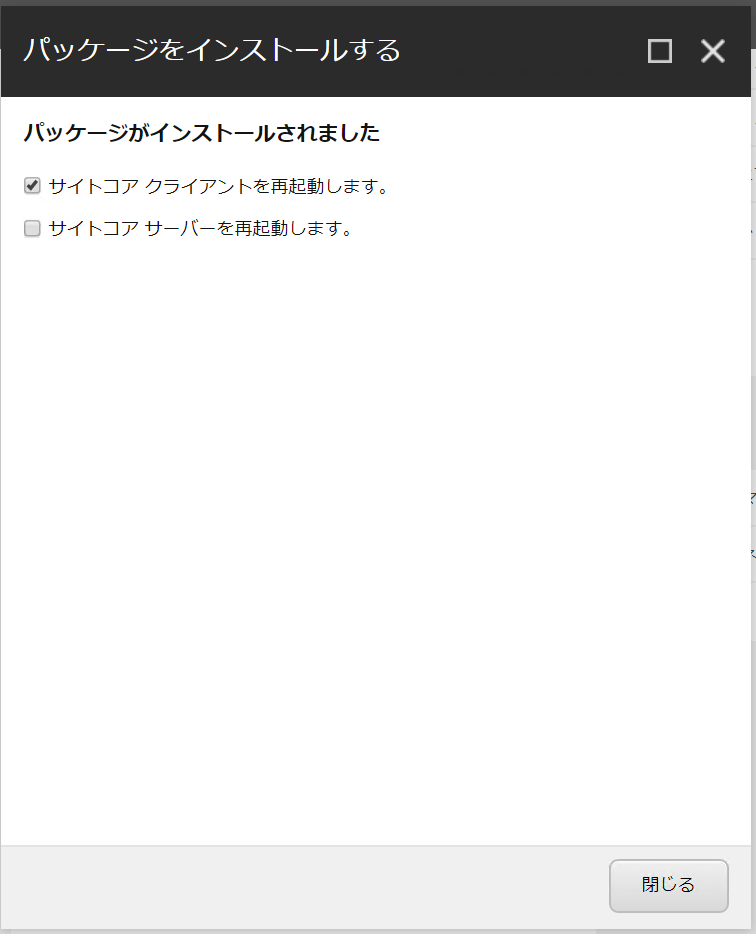 パッケージをインストールする
パッケージがインストールされました
サイトコア クライアントを再起動します。
サイトコア サーバーを再起動します。
閉じる